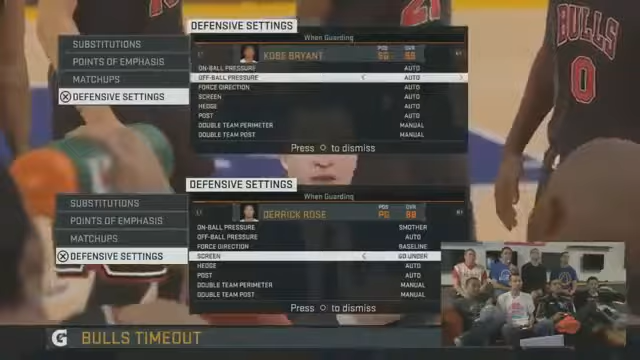 DEFENSIVE SETTINGS
When Guarding
SUBSTITUTIONS
POINTS OF EMPHASIS
MATCHUPS
DEFENSIVE SETTINGS
KOBE BRYANT
POS
SG
OVR
ON-BALL PRESSURE AUTO
OFF-BALL PRESSURE AUTO
FORCE DIRECTION AUTO
SCREEN AUTO
HEDGE AUTO
POST AUTO
DOUBLE TEAM PERIMETER MANUAL
DOUBLE TEAM POST MANUAL
Press O to dismiss
BULLS
0
DEFENSIVE SETTINGS
When Guarding
SUBSTITUTIONS
POINTS OF EMPHASIS
MATCHUPS
DEFENSIVE SETTINGS
DERRICK ROSE
POS
PG
OVR
ON-BALL PRESSURE SMOTHER
OFF-BALL PRESSURE AUTO
FORCE DIRECTION BASELINE
SCREEN GO UNDER
HEDGE AUTO
POST AUTO
DOUBLE TEAM PERIMETER MANUAL
DOUBLE TEAM POST MANUAL
Press O to dismiss
G BULLS TIMEOUT